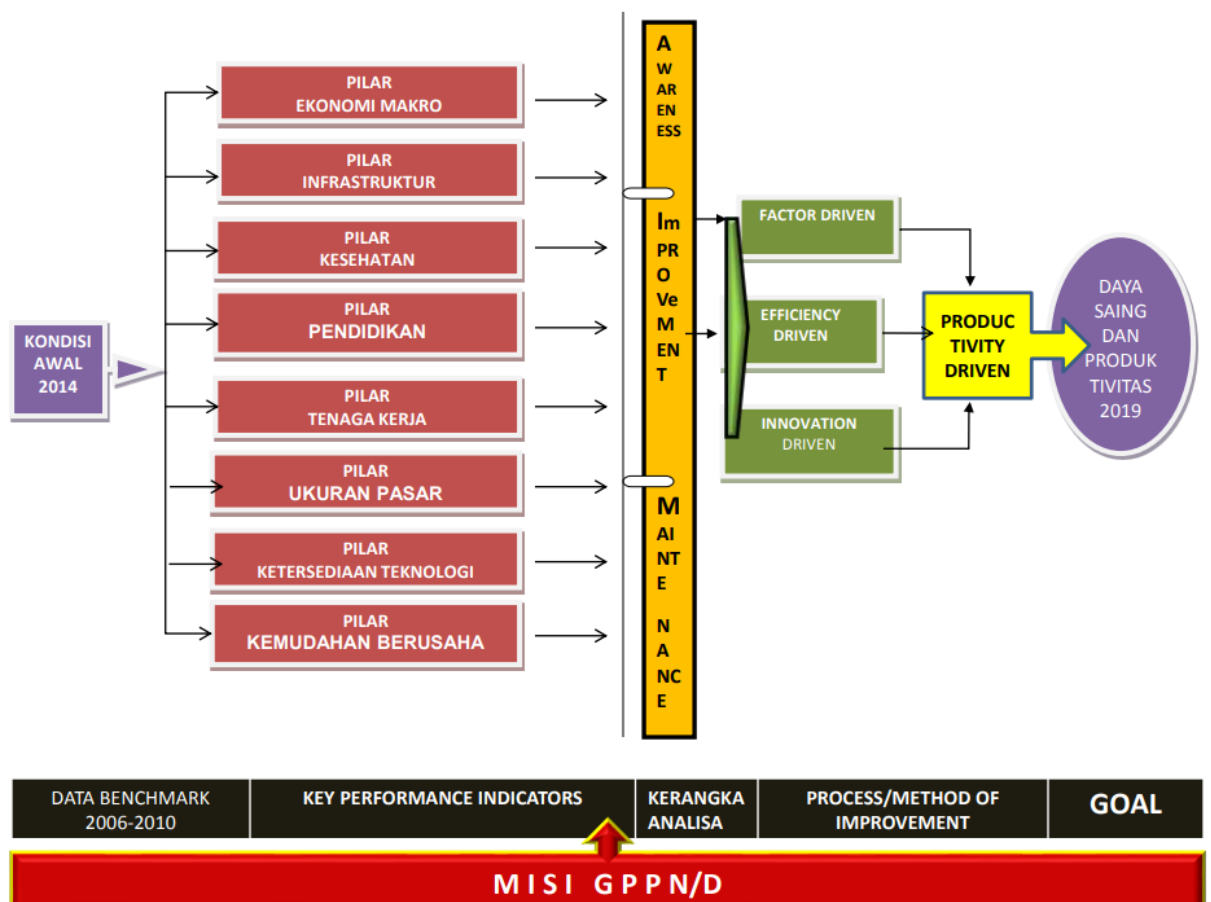 KONDISI
AWAL
2014
PILAR
EKONOMI MAKRO
PILAR
INFRASTRUKTUR
PILAR
KESEHATAN
PILAR
PENDIDIKAN
PILAR
TENAGA KERJA
PILAR
UKURAN PASAR
PILAR
KETERSEDIAAN TEKNOLOGI
PILAR
KEMUDAHAN BERUSAHA
A
W
AR
EN
ESS
Im
PR
O
Ve
M
EN
T
M
AI
NT
E
N
A
NC
E
FACTOR DRIVEN
EFFICIENCY
DRIVEN
INNOVATION
DRIVEN
PRODUC
TIVITY
DRIVEN
DAYA
SAING
DAN
PRODUK
TIVITAS
2019
DATA BENCHMARK
2006-2010
KEY PERFORMANCE INDICATORS
KERANGKA
ANALISA
PROCESS/METHOD OF
IMPROVEMENT
GOAL
MISI GPPN/D